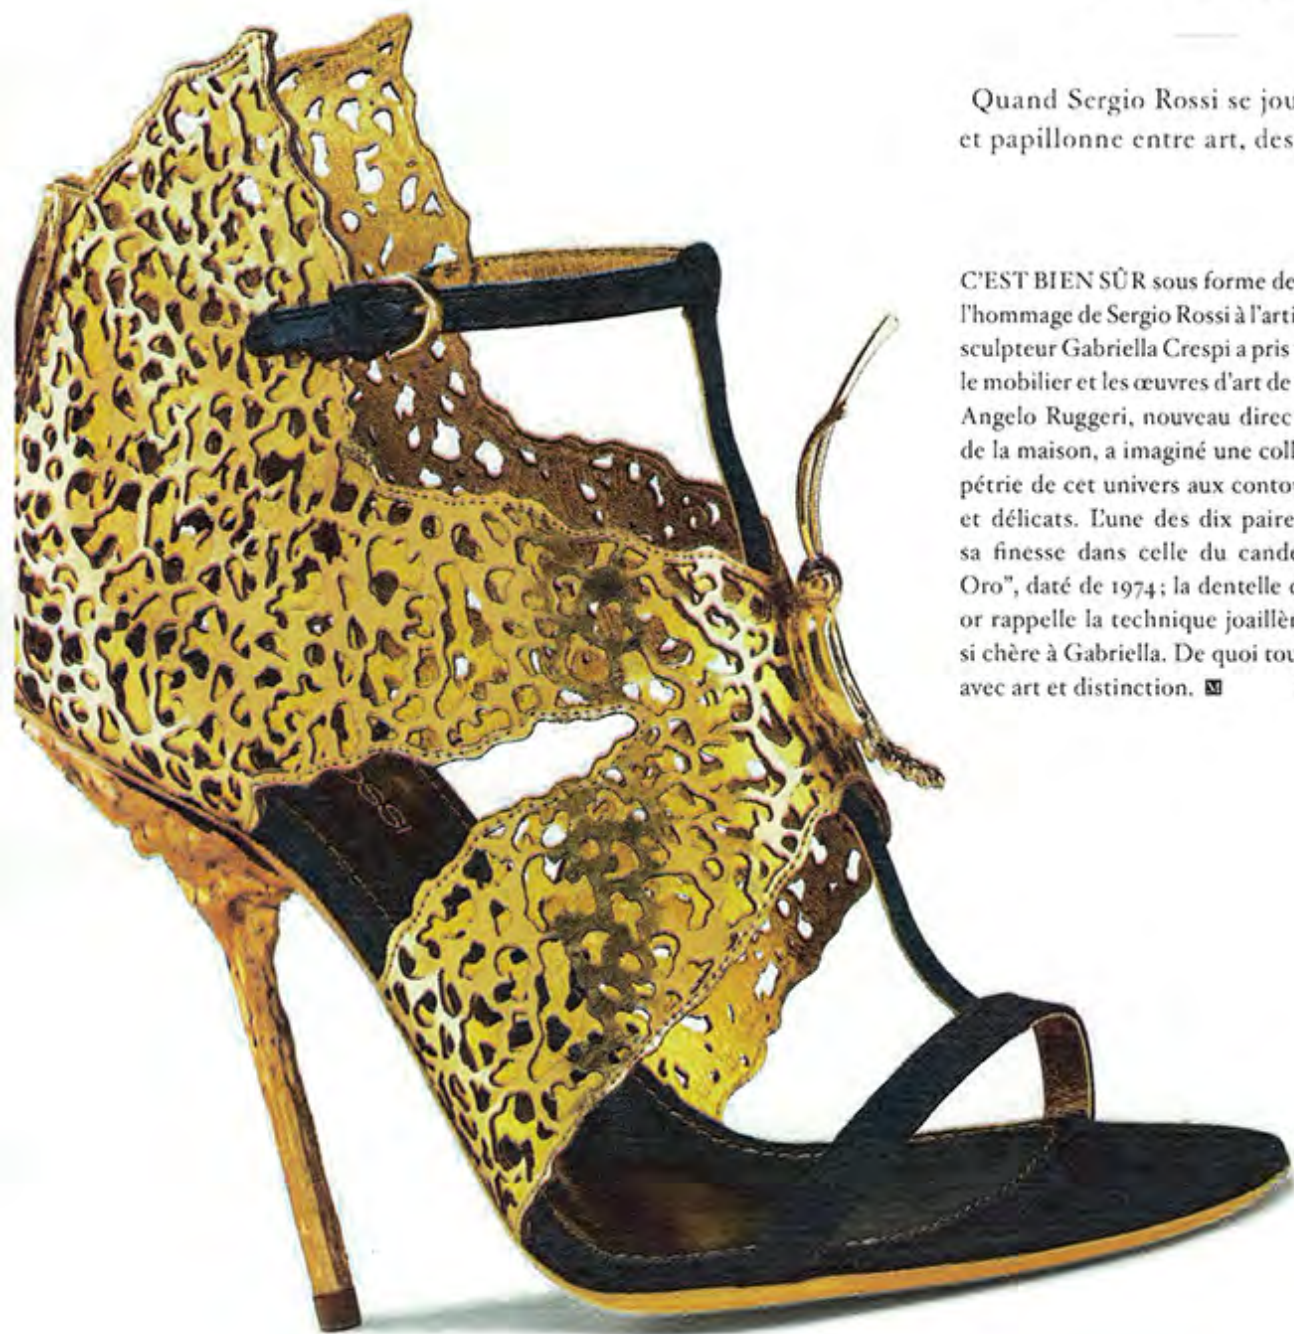 Quand Sergio Rossi se jou
et papillonne entre art, des
C'EST BIEN SÛR sous forme de
l'hommage de Sergio Rossi à l'arti
sculpteur Gabriella Crespi a pris
le mobilier et les œuvres d'art de
Angelo Ruggeri, nouveau direc
de la maison, a imaginé une coll
pétrie de cet univers aux conto
et délicats. L'une des dix paire
sa finesse dans celle du cande
Oro", daté de 1974; la dentelle
or rappelle la technique joaillèr
si chère à Gabriella. De quoi tou
avec art et distinction. M